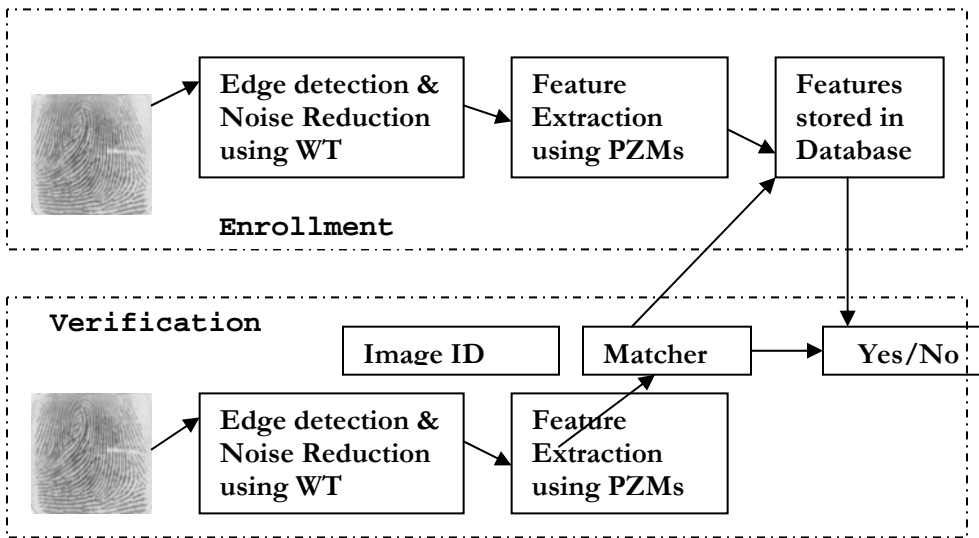 Edge detection &
Noise Reduction
using WT
Feature
Extraction
using PZMs
Features
stored in
Database
Enrollment
Verification
Image ID
Matcher
Yes/No
Edge detection &
Noise Reduction
using WT
Feature
Extraction
using PZMs